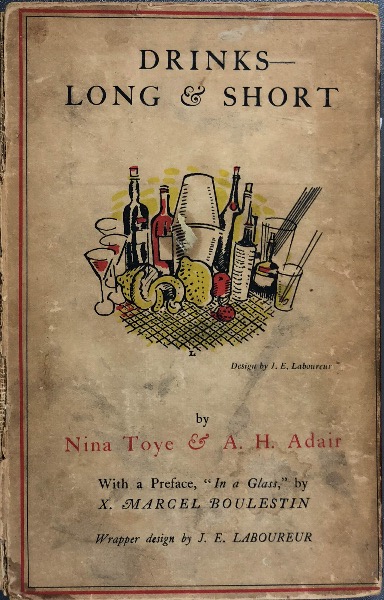 DRINKS—
LONG & SHORT
L
Design by J. E. Laboureur
by
Nina Toye & A. H. Adair
With a Preface, "In a Glass," by
X. MARCEL BOULESTIN
Wrapper design by J. E. LABOUREUR